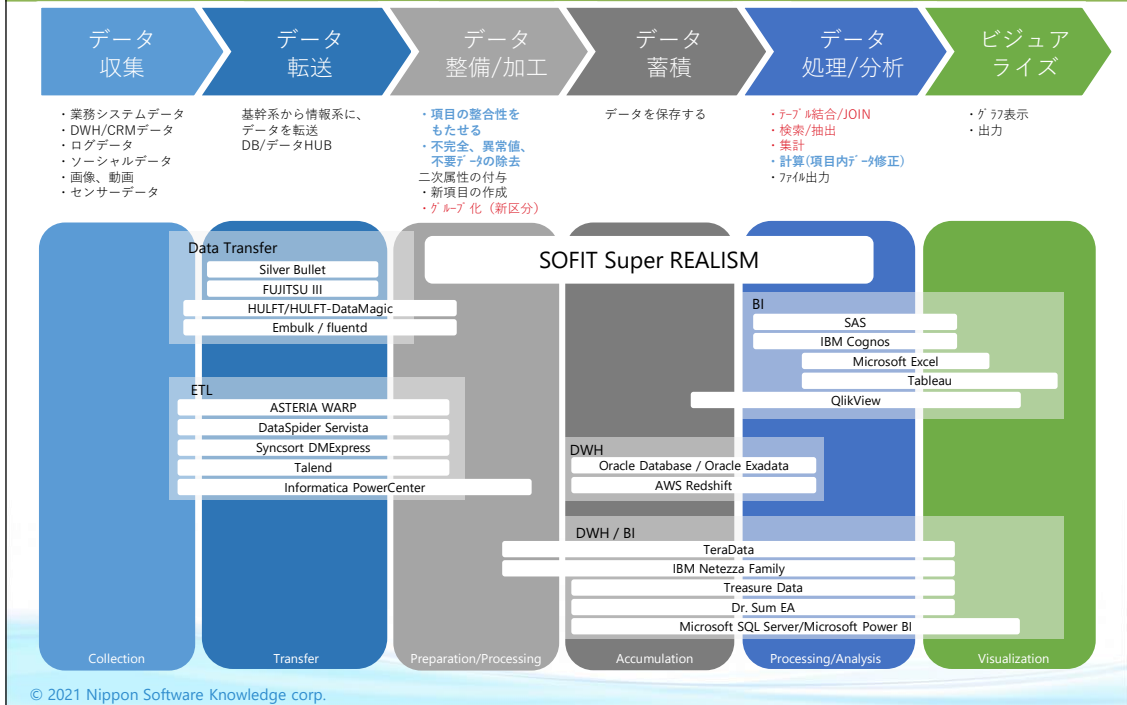 データ
収集
データ
転送
データ
整備/加工
データ
蓄積
データ
処理/分析
ビジュア
ライズ
・業務システムデータ
・DWH/CRMデータ
・ログデータ
・ソーシャルデータ
・画像、動画
・センサーデータ
基幹系から情報系に、
データを転送
DB/データHUB
・項目の整合性を
もたせる
・不完全、異常値、
不要ﾃﾞｰﾀの除去
二次属性の付与
・新項目の作成
・ｸﾞﾙｰﾌﾟ化（新区分）
データを保存する
・ﾃｰﾌﾞﾙ結合/JOIN
・検索/抽出
・集計
・計算(項目内ﾃﾞｰﾀ修正)
・ﾌｧｲﾙ出力
・ｸﾞﾗﾌ表示
・出力
Data Transfer
Silver Bullet
FUJITSU III
HULFT/HULFT-DataMagic
Embulk / fluentd
SOFIT Super REALISM
BI
SAS
IBM Cognos
Microsoft Excel
Tableau
QlikView
ETL
ASTERIA WARP
DataSpider Servista
Syncsort DMExpress
Talend
Informatica PowerCenter
DWH
Oracle Database / Oracle Exadata
AWS Redshift
DWH / BI
TeraData
IBM Netezza Family
Treasure Data
Dr. Sum EA
Microsoft SQL Server/Microsoft Power BI
Collection
Transfer
Preparation/Processing
Accumulation
Processing/Analysis
Visualization
© 2021 Nippon Software Knowledge corp.